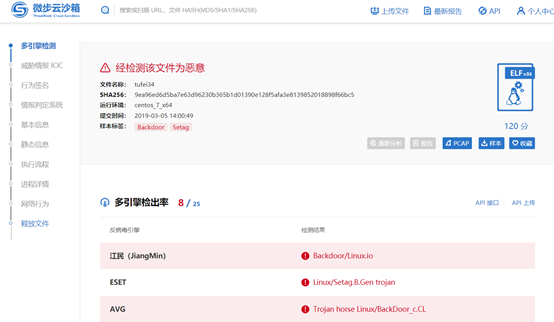 微步云沙箱
ThreatBook Cloud Sandbox
搜索或扫描 URL、文件 HASH(MD5/SHA1/SHA256)
上传文件
最新报告
API
个人中心
多引擎检测
威胁情报 IOC
行为签名
情报判定系统
基本信息
静态信息
执行流程
进程详情
网络行为
释放文件
经检测该文件为恶意
文件名称： tufei34
SHA256： 9ea96ed6d5ba7e63d96230b365b1d01390e128f5afa3e8139852018898f66bc5
运行环境： centos_7_x64
提交时间： 2019-03-05 14:00:49
样本标签： Backdoor Setag
ELF x86
120 分
重新分析 报告 PCAP 样本 收藏
多引擎检出率 8 / 25
API 接口 API 上传
反病毒引擎 检测结果
江民（JiangMin） Backdoor/Linux.io
ESET Linux/Setag.B.Gen trojan
AVG Trojan horse Linux/BackDoor_c.CL